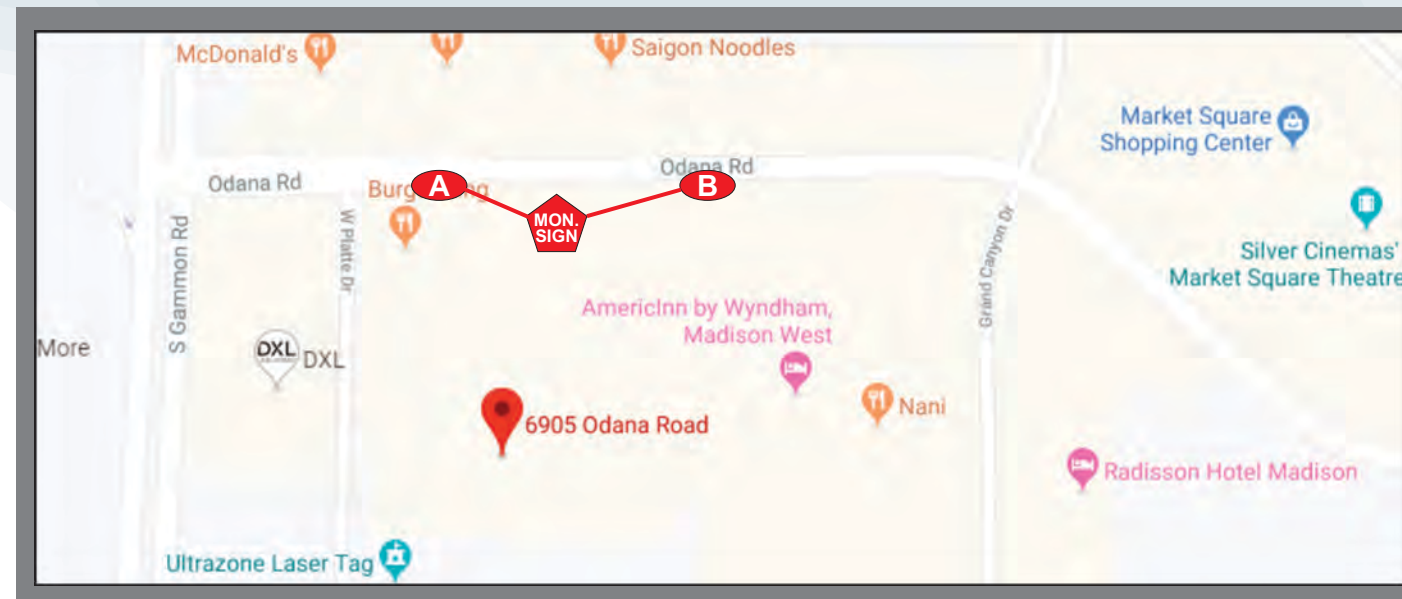 McDonald's
Saigon Noodles
Market Square
Shopping Center
Odana Rd
Odana Rd
A
B
MON.
SIGN
W Platte Dr
S Gammon Rd
Grand Canyon Dr
Silver Cinemas'
Market Square Theatre
AmericInn by Wyndham,
Madison West
More
DXL
DXL
Nani
6905 Odana Road
Radisson Hotel Madison
Ultrazone Laser Tag